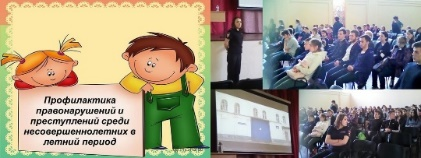 Профилактика
правонарушений и
преступлений среди
несовершеннолетних в
летний период